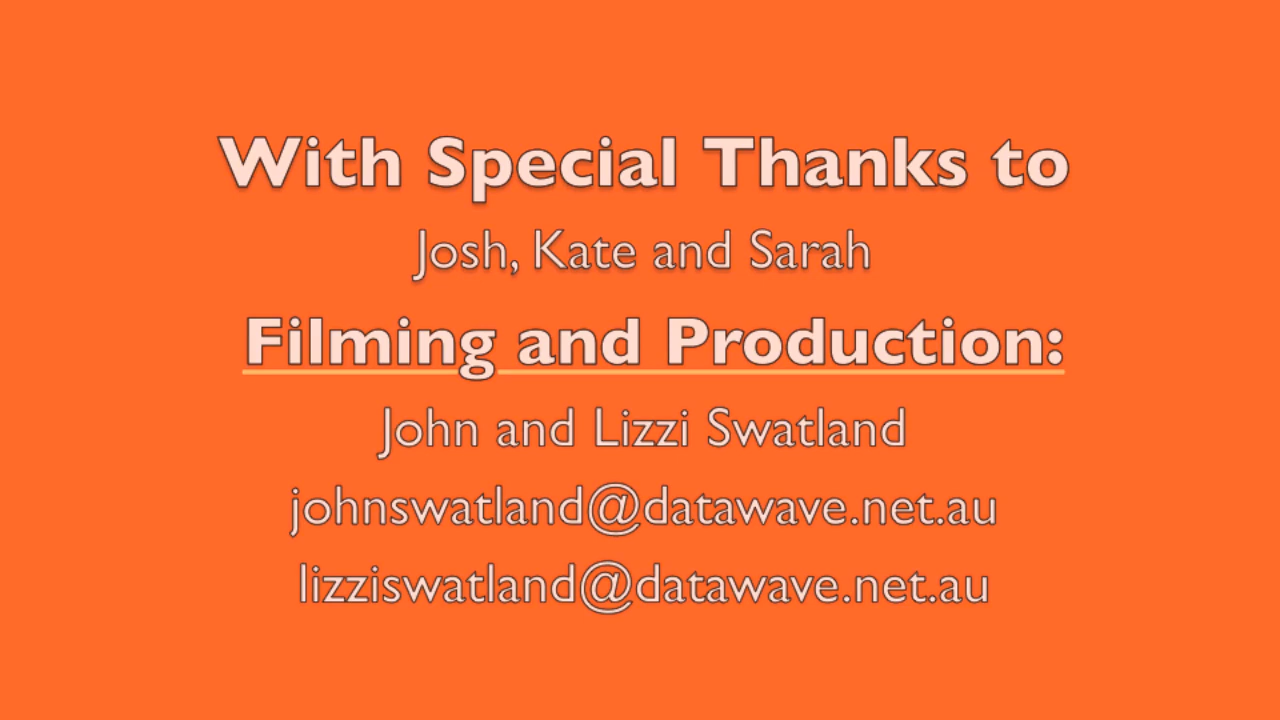 With Special Thanks to
Josh, Kate and Sarah
Filming and Production:
John and Lizzi Swatland
johnswatland@datawave.net.au
lizziswatland@datawave.net.au